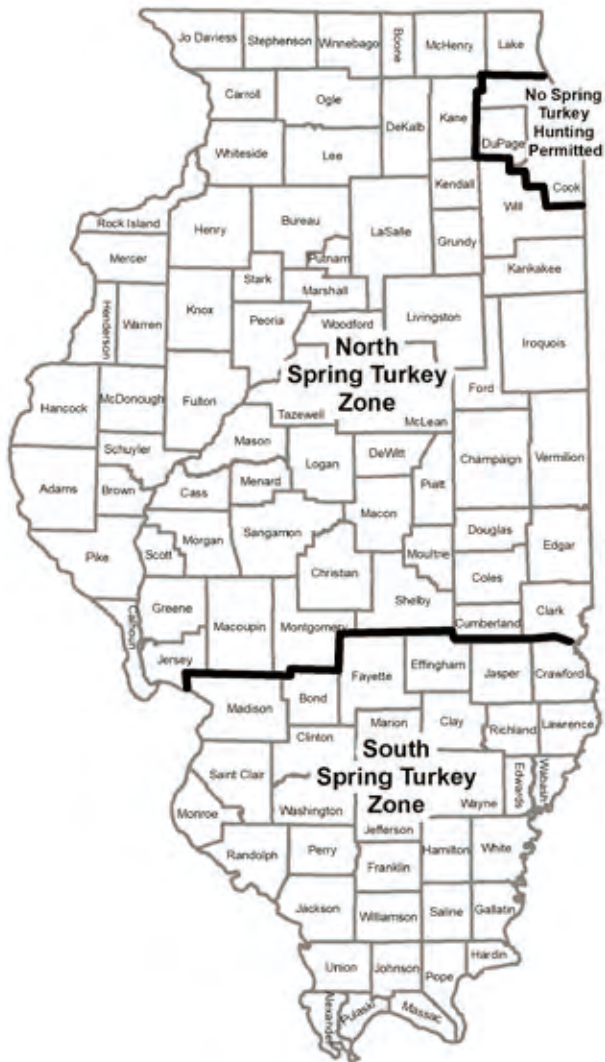 Jo Daviess
Stephenson
Winnebago
Boone
McHenry
Lake
Carroll
Ogle
DeKalb
Kane
No Spring
Turkey
Hunting
Permitted
DuPage
Cook
Whiteside
Lee
Kendall
Will
Rock Island
Henry
Bureau
LaSalle
Grundy
Putnam
Mercer
Kankakee
Stark
Marshall
Henderson
Warren
Knox
Peoria
Woodford
Livingston
Iroquois
North
Spring Turkey
Zone
Ford
Hancock
McDonough
Fulton
Tazewell
McLean
Schuyler
Mason
Logan
DeWitt
Champaign
Vermilion
Adams
Brown
Cass
Menard
Piatt
Macon
Pike
Scott
Morgan
Sangamon
Christian
Moultrie
Douglas
Edgar
Coles
Calhoun
Greene
Macoupin
Montgomery
Shelby
Cumberland
Clark
Jersey
Madison
Bond
Fayette
Effingham
Jasper
Crawford
Clinton
Marion
Clay
Richland
Lawrence
Saint Clair
South
Spring Turkey
Zone
Edwards
Wabash
Monroe
Washington
Wayne
Jefferson
Randolph
Perry
Franklin
Hamilton
White
Jackson
Williamson
Saline
Gallatin
Union
Johnson
Pope
Hardin
Alexander
Pulaski
Massac